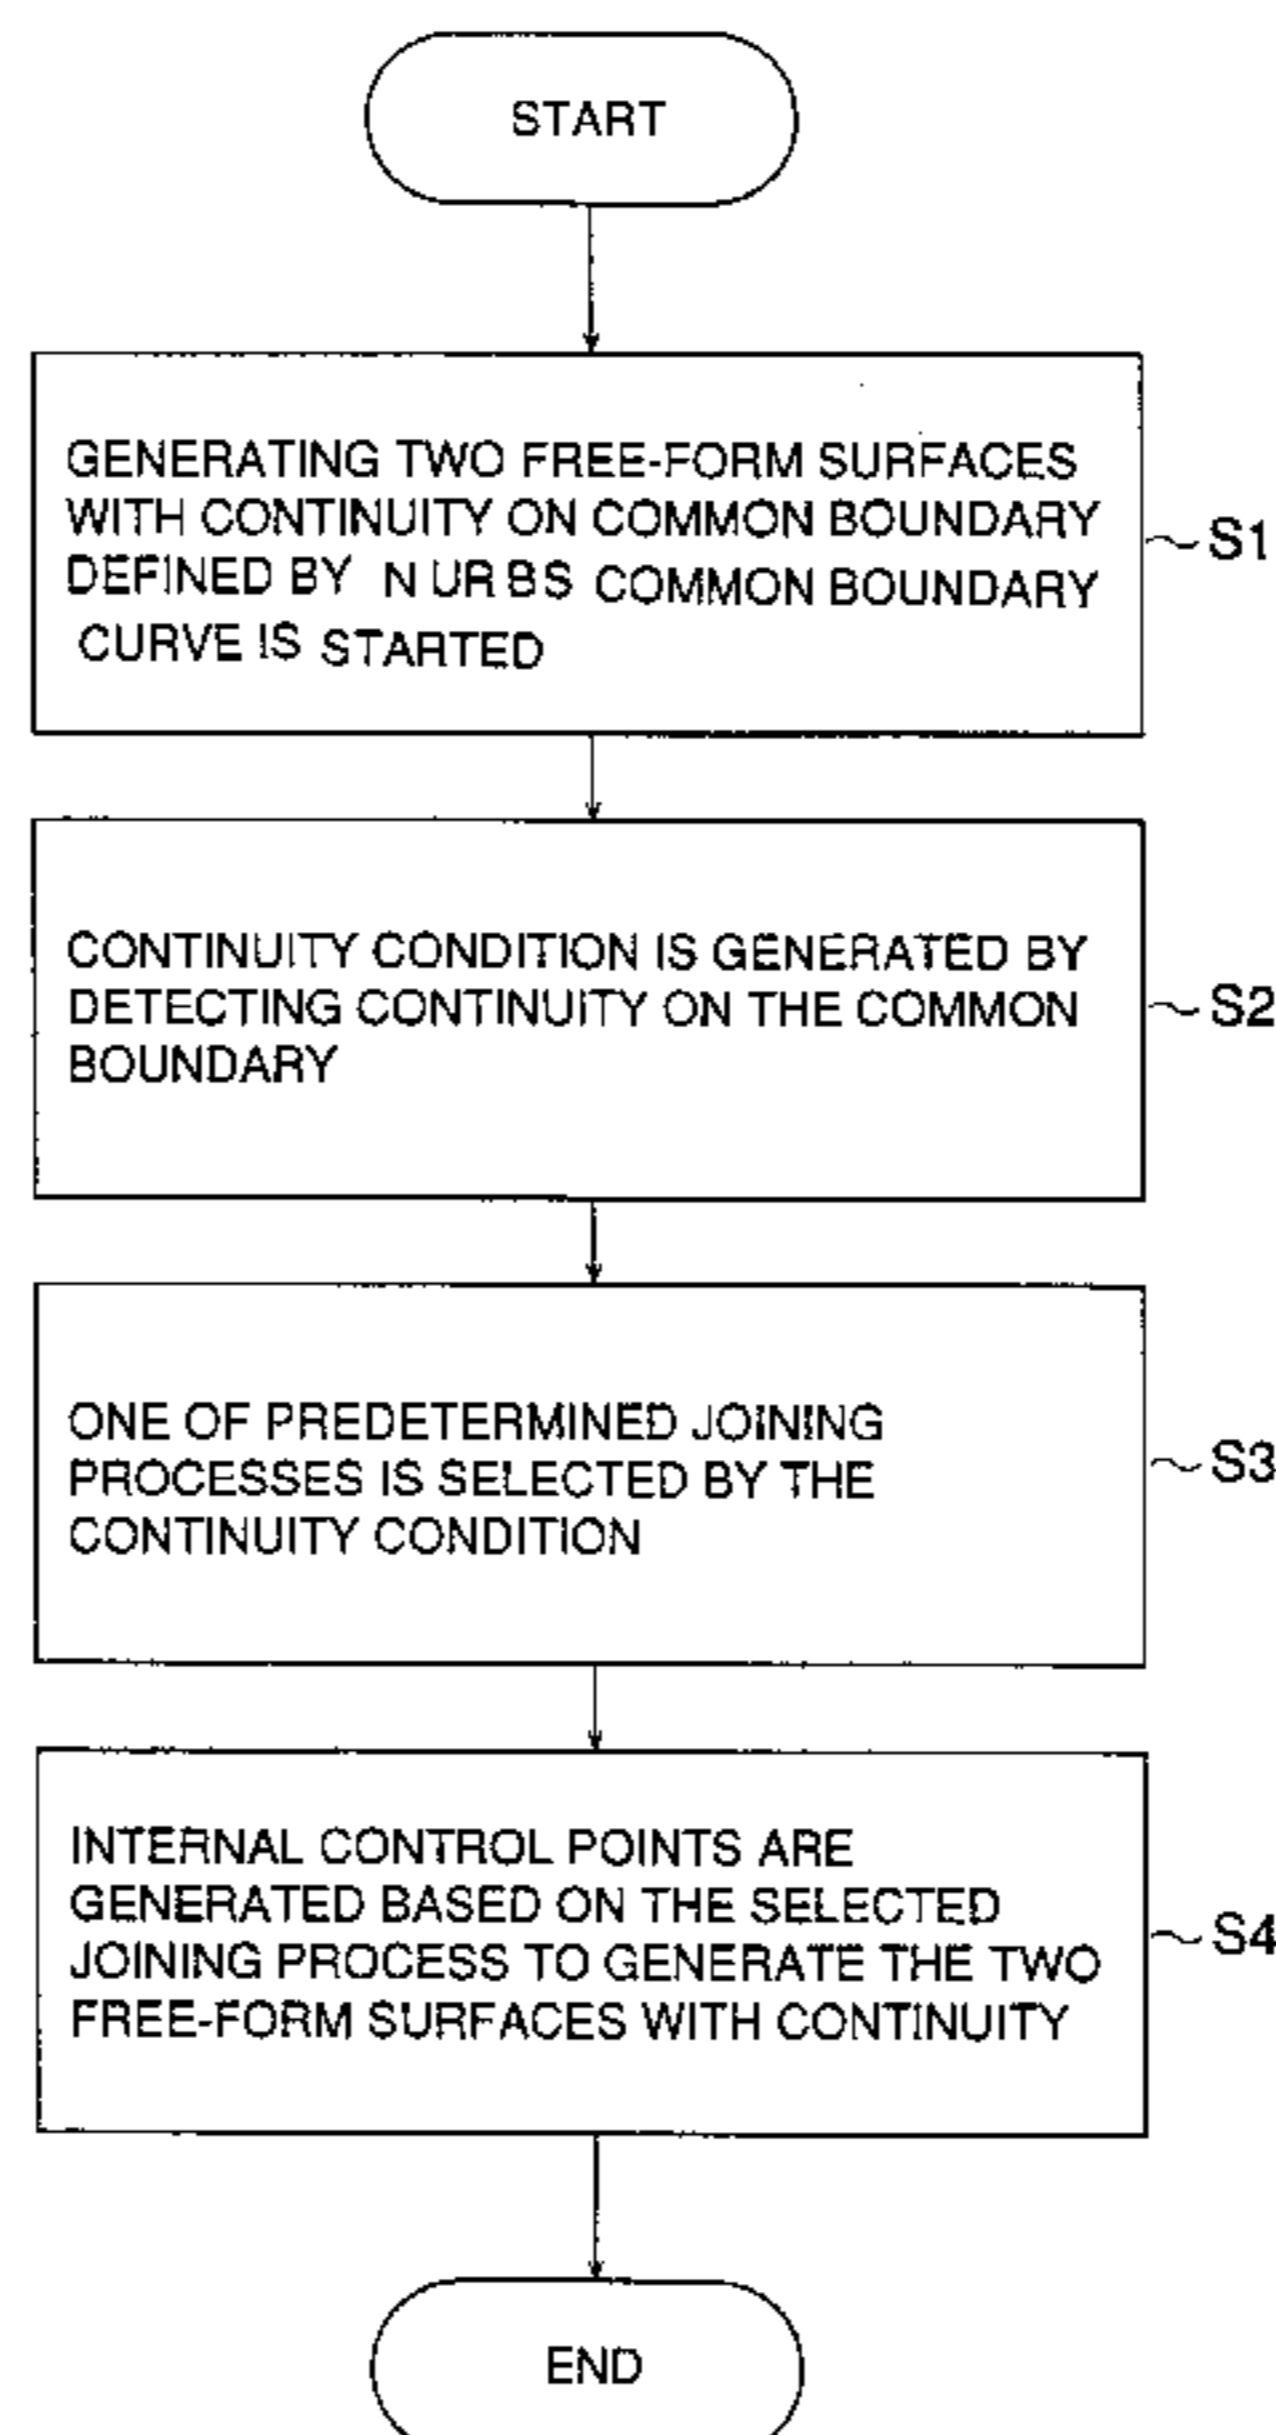 START
GENERATING TWO FREE-FORM SURFACES
WITH CONTINUITY ON COMMON BOUNDARY
DEFINED BY NURBS COMMON BOUNDARY
CURVE IS STARTED
~S1
CONTINUITY CONDITION IS GENERATED BY
DETECTING CONTINUITY ON THE COMMON
BOUNDARY
~S2
ONE OF PREDETERMINED JOINING
PROCESSES IS SELECTED BY THE
CONTINUITY CONDITION
~S3
INTERNAL CONTROL POINTS ARE
GENERATED BASED ON THE SELECTED
JOINING PROCESS TO GENERATE THE TWO
FREE-FORM SURFACES WITH CONTINUITY
~S4
END